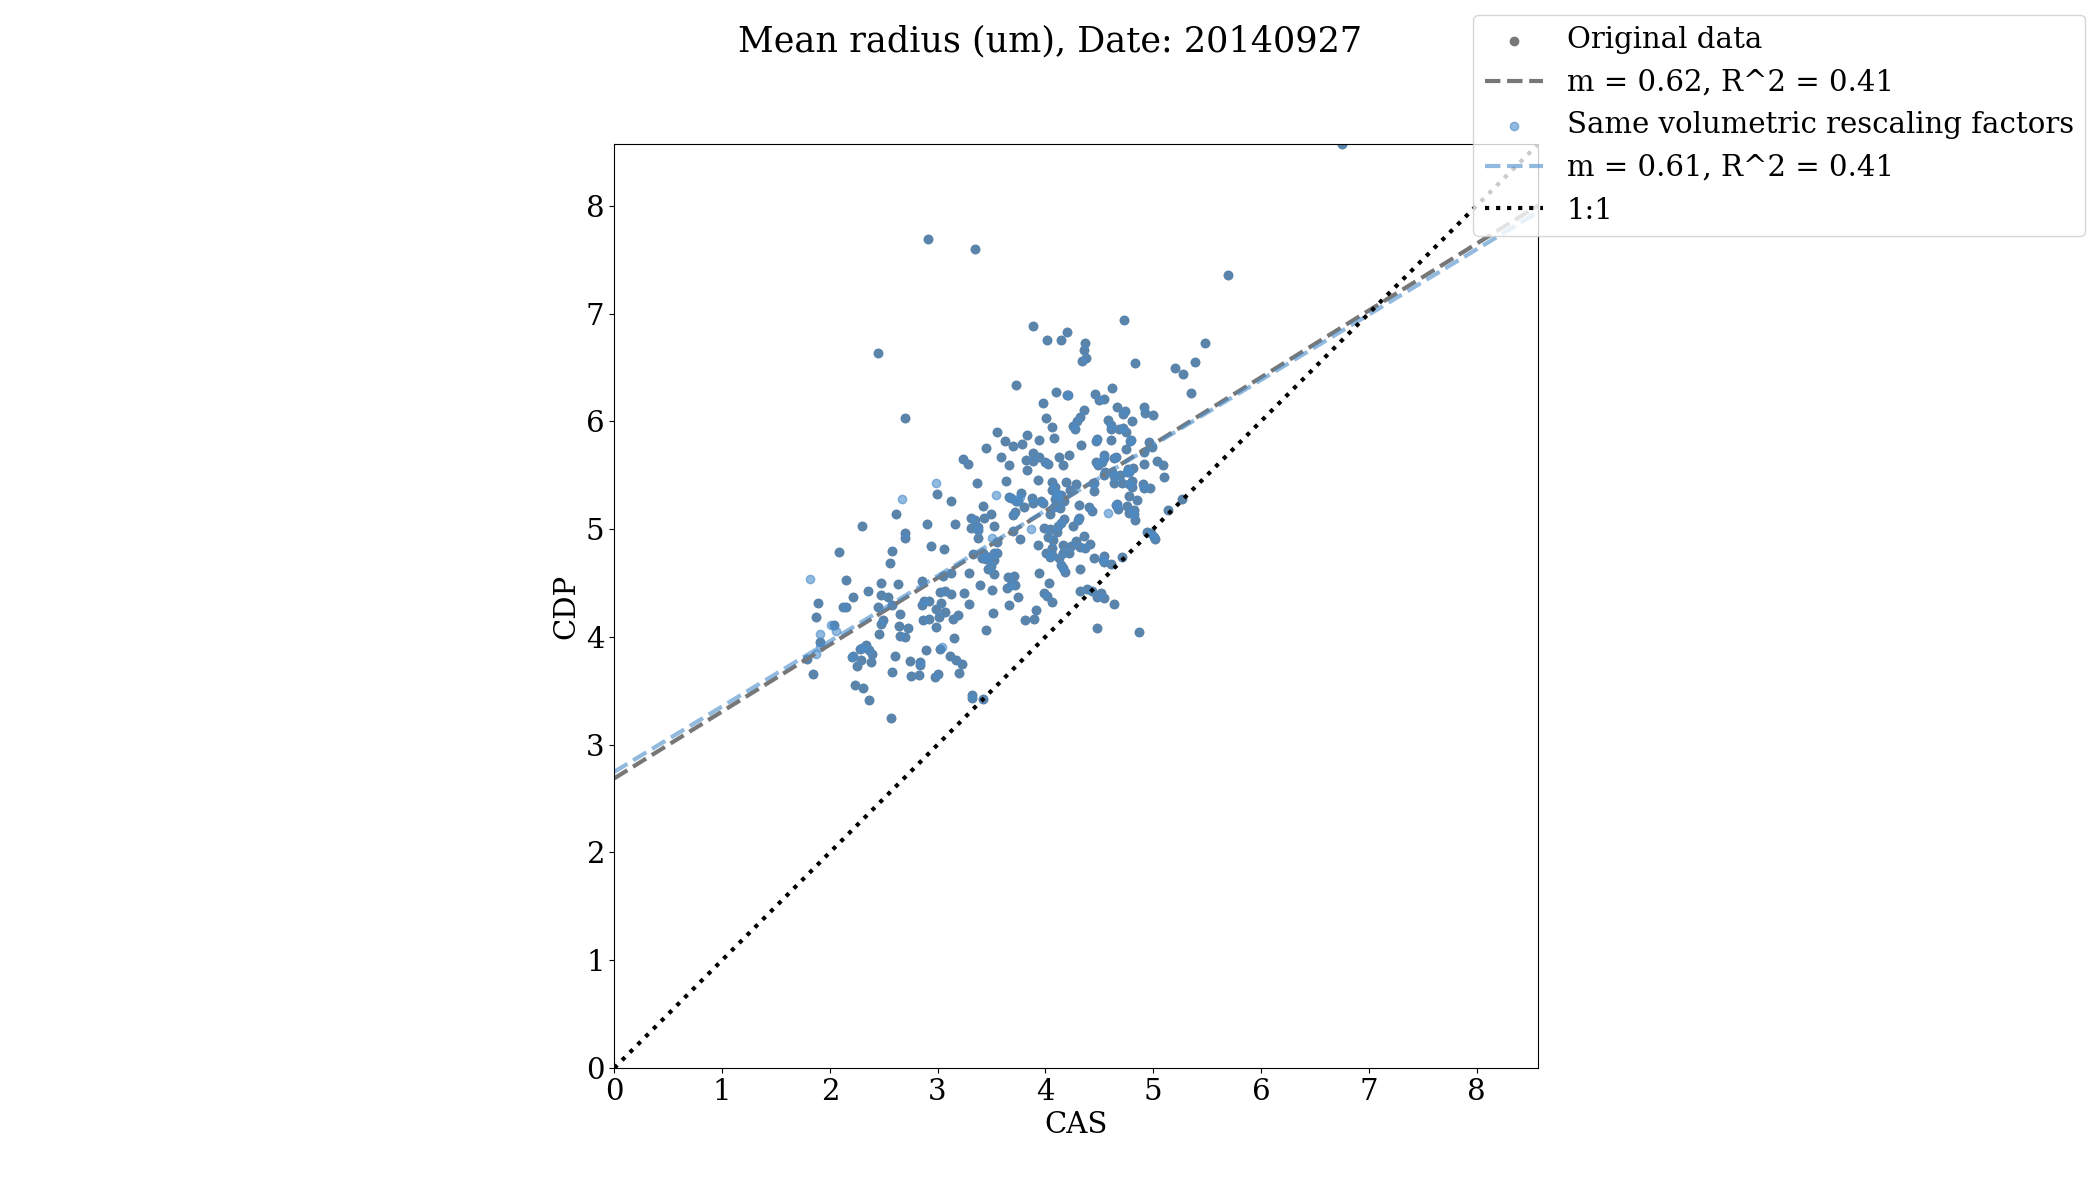 Mean radius (um), Date: 20140927
Original data
m = 0.62, R^2 = 0.41
Same volumetric rescaling factors
m = 0.61, R^2 = 0.41
1:1
8
7
6
5
4
3
2
1
0
CDP
0 1 2 3 4 5 6 7 8
CAS